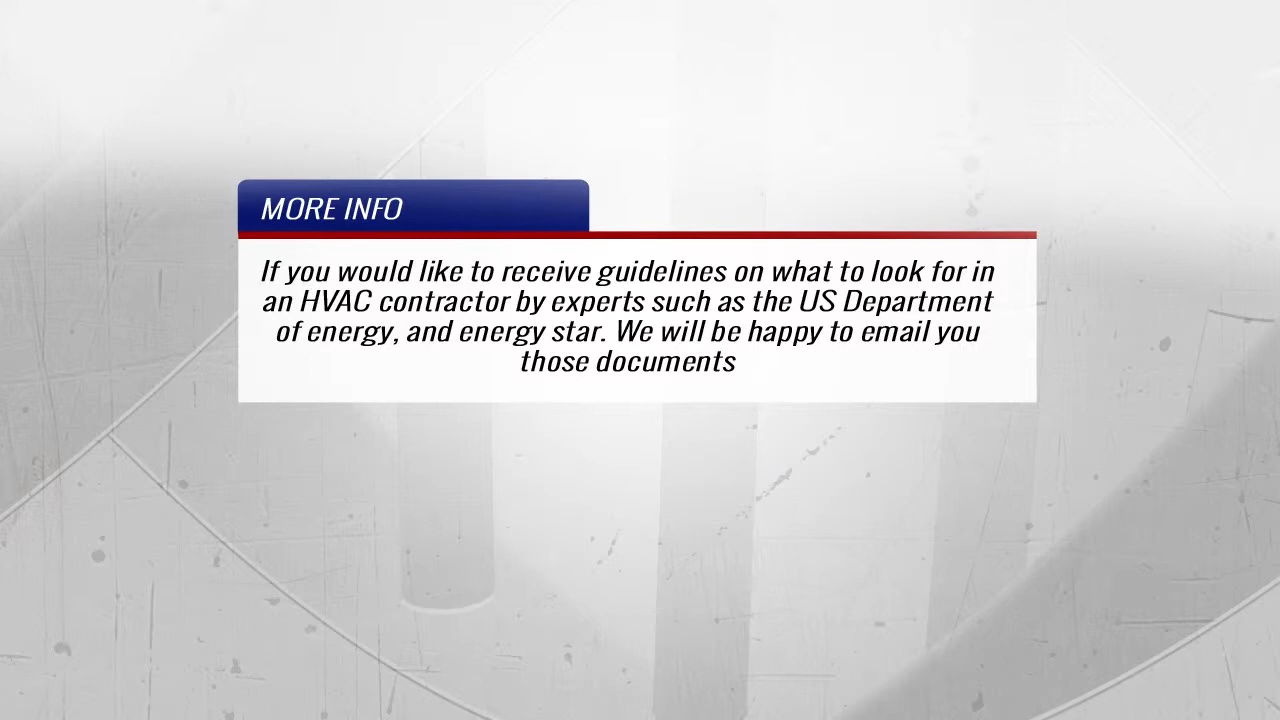 MORE INFO
If you would like to receive guidelines on what to look for in
an HVAC contractor by experts such as the US Department
of energy, and energy star. We will be happy to email you
those documents